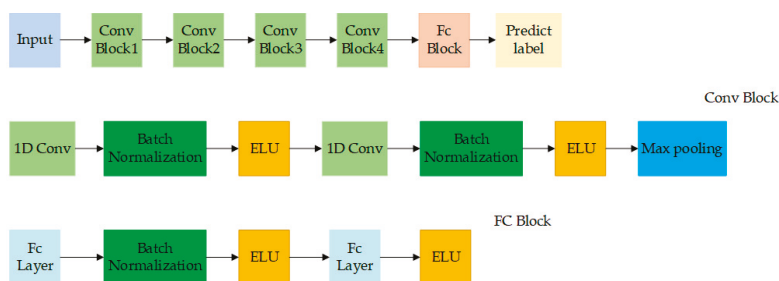 Input
Conv
Block1
Conv
Block2
Conv
Block3
Conv
Block4
Fc
Block
Predict
label
Conv Block
1D Conv
Batch
Normalization
ELU
1D Conv
Batch
Normalization
ELU
Max pooling
FC Block
Fc
Layer
Batch
Normalization
ELU
Fc
Layer
ELU